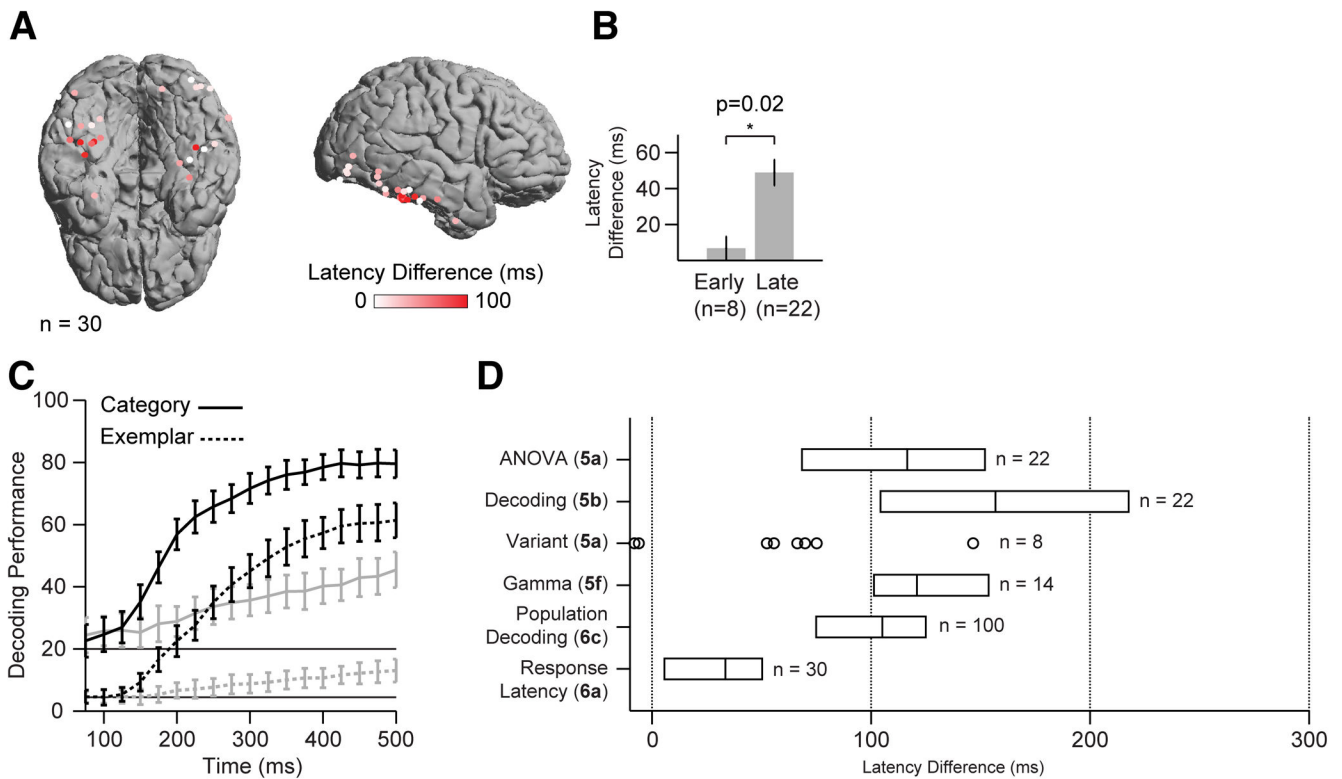 A
n = 30
Latency Difference (ms)
0
100
B
p=0.02
*
Latency
Difference (ms)
60
40
20
Early
(n=8)
Late
(n=22)
C
Category
Exemplar
Decoding Performance
100
80
60
40
20
0
100
200
300
400
500
Time (ms)
D
ANOVA (5a)
n = 22
Decoding (5b)
n = 22
Variant (5a)
n = 8
Gamma (5f)
n = 14
Population
Decoding (6c)
n = 100
Response
Latency (6a)
n = 30
0
100
200
300
Latency Difference (ms)